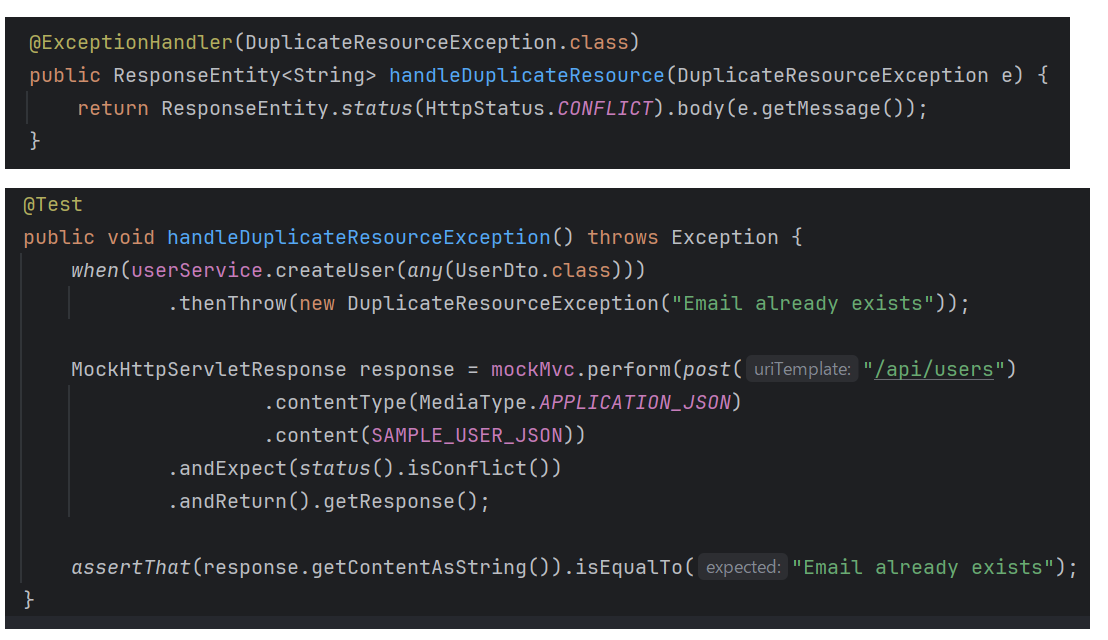 @ExceptionHandler(DuplicateResourceException.class)
public ResponseEntity<String> handleDuplicateResource(DuplicateResourceException e) {
    return ResponseEntity.status(HttpStatus.CONFLICT).body(e.getMessage());
}
@Test
public void handleDuplicateResourceException() throws Exception {
    when(userService.createUser(any(UserDto.class)))
            .thenThrow(new DuplicateResourceException("Email already exists"));

    MockHttpServletResponse response = mockMvc.perform(post( uriTemplate: "/api/users")
                    .contentType(MediaType.APPLICATION_JSON)
                    .content(SAMPLE_USER_JSON))
            .andExpect(status().isConflict())
            .andReturn().getResponse();

    assertThat(response.getContentAsString()).isEqualTo( expected: "Email already exists");
}